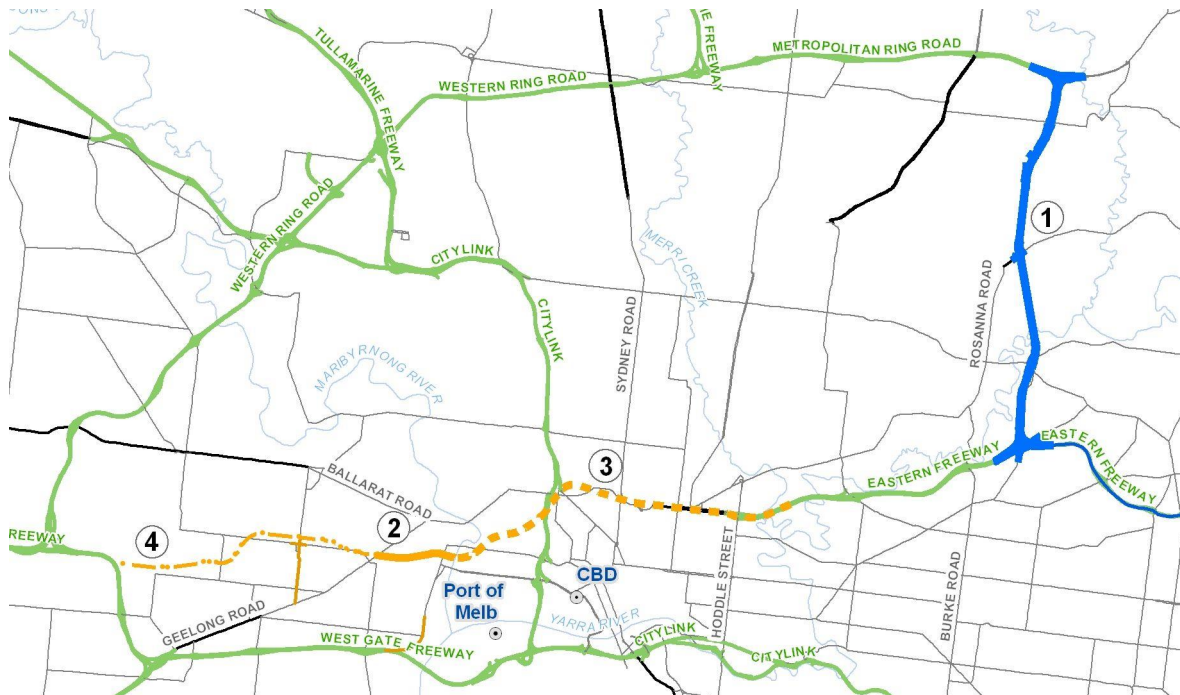 TULLAMARINE FREEWAY
METROPOLITAN RING ROAD
WESTERN RING ROAD
1
WESTERN RING ROAD
MERRI CREEK
CITYLINK
ROSANNA ROAD
CITYLINK
SYDNEY ROAD
MARIBYRNONG RIVER
EASTERN FREEWAY
3
BALLARAT ROAD
EASTERN FREEWAY
2
4
HODDLE STREET
CBD
Port of
Melb
BURKE ROAD
YARRA RIVER
GEELONG ROAD
WEST GATE FREEWAY
CITYLINK
CITYLINK